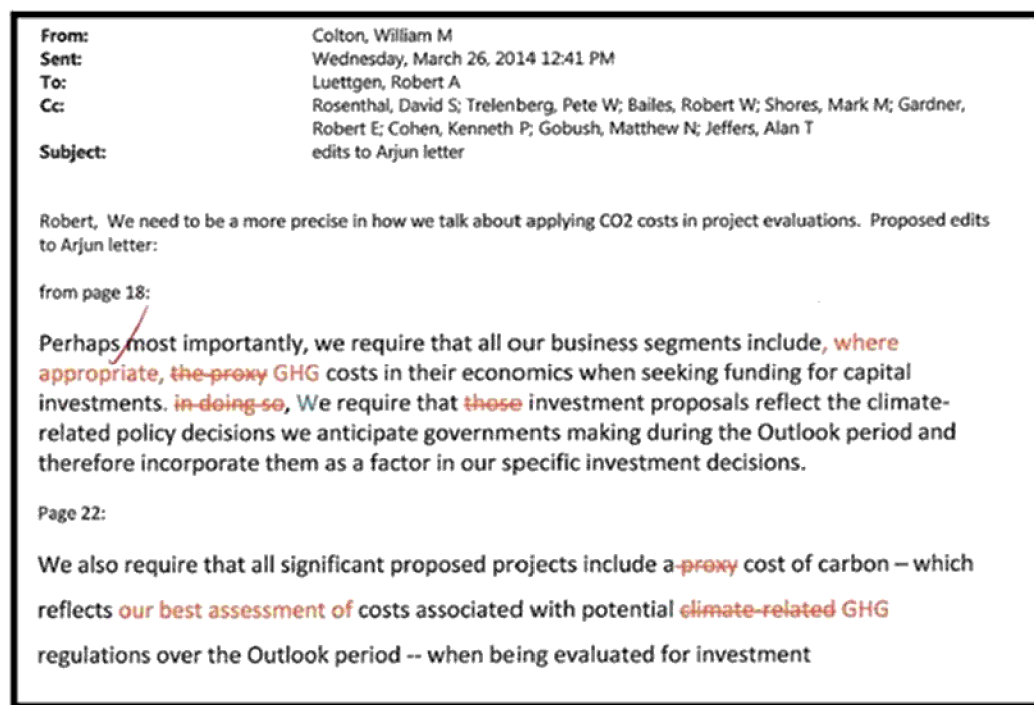 From: Colton, William M
Sent: Wednesday, March 26, 2014 12:41 PM
To: Luettgen, Robert A
Cc: Rosenthal, David S; Trelenberg, Pete W; Bailes, Robert W; Shores, Mark M; Gardner,
Robert E; Cohen, Kenneth P; Gobush, Matthew N; Jeffers, Alan T
Subject: edits to Arjun letter
Robert, We need to be a more precise in how we talk about applying CO2 costs in project evaluations. Proposed edits
to Arjun letter:
from page 18:
Perhaps most importantly, we require that all our business segments include, where
appropriate, the proxy GHG costs in their economics when seeking funding for capital
investments. in doing so, We require that those investment proposals reflect the climate-
related policy decisions we anticipate governments making during the Outlook period and
therefore incorporate them as a factor in our specific investment decisions.
Page 22:
We also require that all significant proposed projects include a proxy cost of carbon – which
reflects our best assessment of costs associated with potential climate-related GHG
regulations over the Outlook period -- when being evaluated for investment